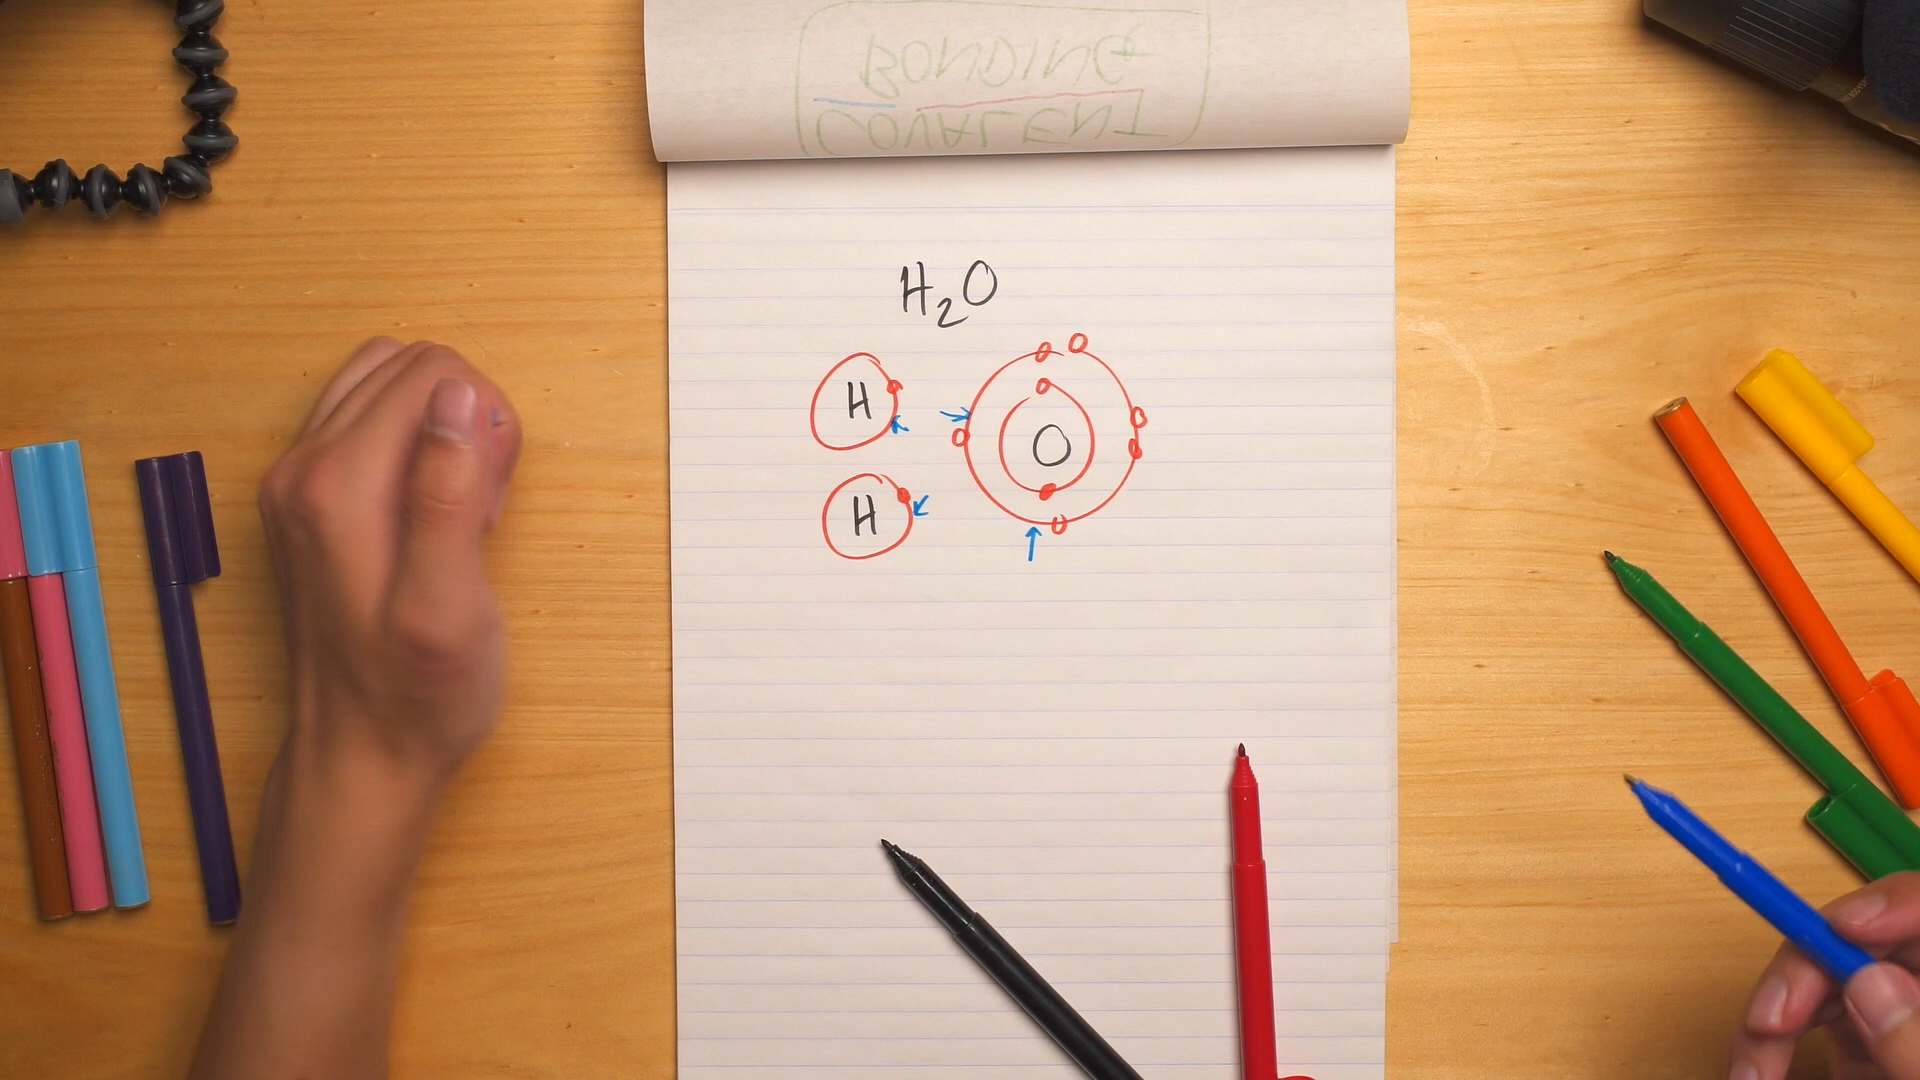 COVALENT
BONDING
H₂O
H
O
H